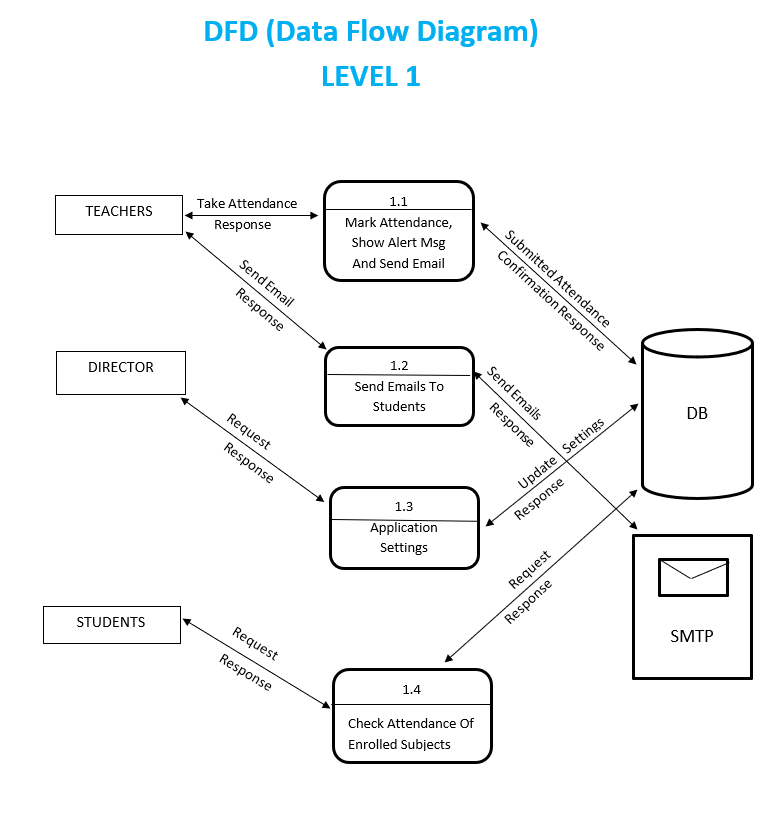 DFD (Data Flow Diagram)
LEVEL 1
TEACHERS
Take Attendance
Response
1.1
Mark Attendance,
Show Alert Msg
And Send Email
Send Email
Response
Submitted Attendance
Confirmation Response
DIRECTOR
1.2
Send Emails To
Students
Send Emails
Response
DB
Request
Response
Update Settings
Response
1.3
Application
Settings
Request
Response
SMTP
STUDENTS
Request
Response
1.4
Check Attendance Of
Enrolled Subjects